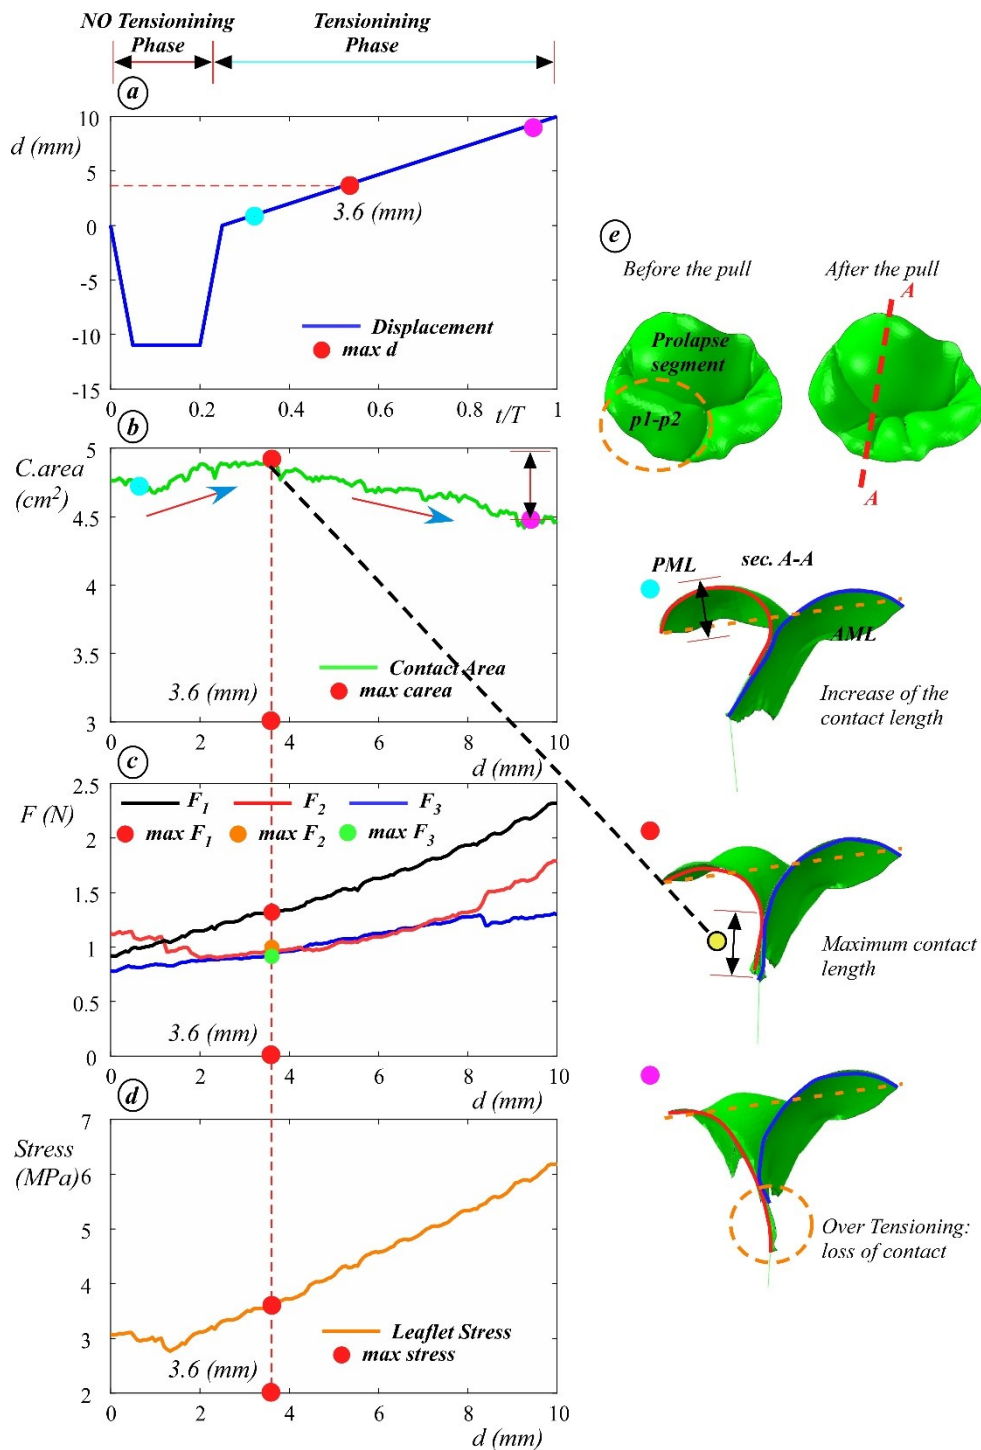 NO Tensionining
Phase
Tensioning
Phase
a
d (mm)
10
5
0
-5
-10
-15
3.6 (mm)
Displacement
max d
0
0.2
0.4
0.6
0.8
1
t/T
b
C.area
(cm2)
5
4.5
4
3.5
3
3.6 (mm)
Contact Area
max carea
0
2
4
6
8
10
d (mm)
c
F (N)
2.5
2
1.5
1
0.5
0
F1
F2
F3
max F1
max F2
max F3
3.6 (mm)
0
2
4
6
8
10
d (mm)
d
Stress
(MPa)
7
6
5
4
3
2
3.6 (mm)
Leaflet Stress
max stress
0
2
4
6
8
10
d (mm)
e
Before the pull
After the pull
A
Prolapse
segment
p1-p2
A
PML
sec. A-A
AML
Increase of the
contact length
Maximum contact
length
Over Tensioning:
loss of contact